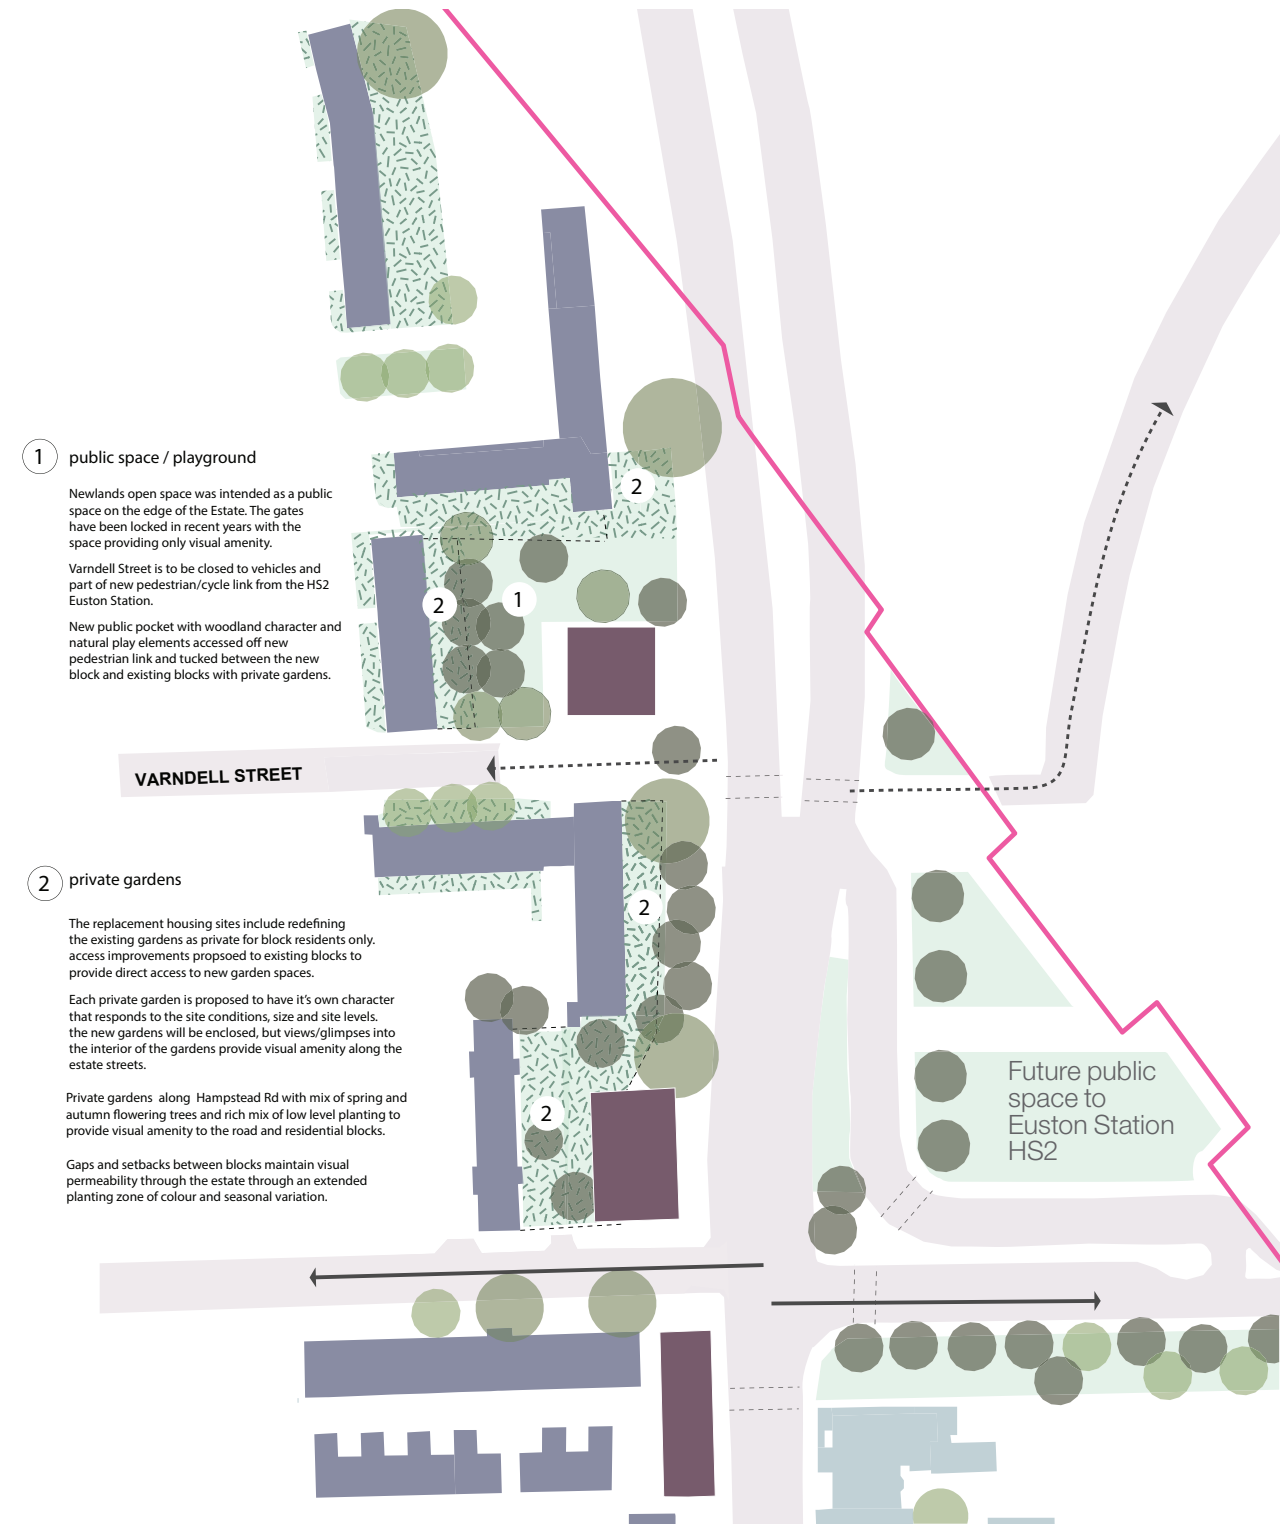 1
public space / playground
Newlands open space was intended as a public
space on the edge of the Estate. The gates
have been locked in recent years with the
space providing only visual amenity.
Varndell Street is to be closed to vehicles and
part of new pedestrian/cycle link from the HS2
Euston Station.
New public pocket with woodland character and
natural play elements accessed off new
pedestrian link and tucked between the new
block and existing blocks with private gardens.
2
2
1
VARNDELL STREET
2
private gardens
The replacement housing sites include redefining
the existing gardens as private for block residents only.
access improvements propsoed to existing blocks to
provide direct access to new garden spaces.
Each private garden is proposed to have it's own character
that responds to the site conditions, size and site levels.
the new gardens will be enclosed, but views/glimpses into
the interior of the gardens provide visual amenity along the
estate streets.
Private gardens along Hampstead Rd with mix of spring and
autumn flowering trees and rich mix of low level planting to
provide visual amenity to the road and residential blocks.
Gaps and setbacks between blocks maintain visual
permeability through the estate through an extended
planting zone of colour and seasonal variation.
2
2
Future public
space to
Euston Station
HS2